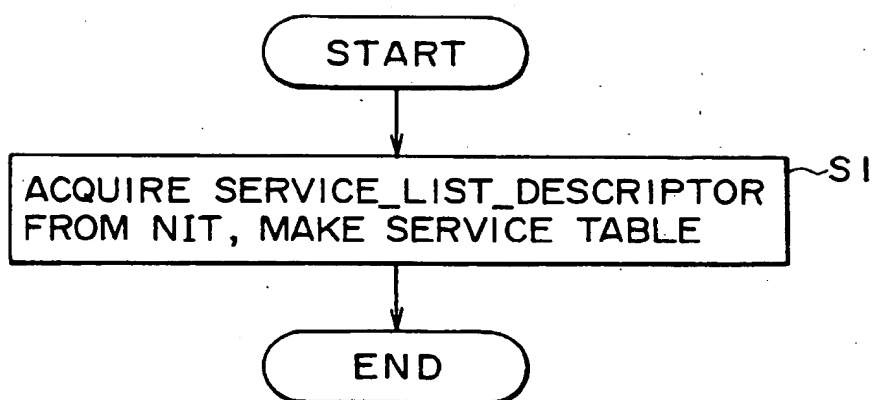 START
ACQUIRE SERVICE_LIST_DESCRIPTOR
FROM NIT, MAKE SERVICE TABLE
S1
END